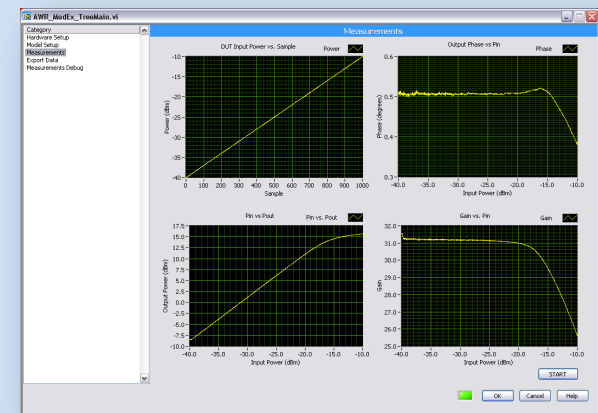 AWR_ModEx_TreeMain.vi
Category
Hardware Setup
Model Setup
Measurements
Export Data
Measurements Debug
Measurements
DUT Input Power vs. Sample
Power
-10
-15
-20
-25
-30
-35
-40
Power (dBm)
0 100 200 300 400 500 600 700 800 900 1000
Sample
Output Phase vs Pin
Phase
0.6
0.5
0.4
0.3
Phase (degrees)
-40.0 -35.0 -30.0 -25.0 -20.0 -15.0 -10.0
Input Power (dBm)
Pin vs Pout
Pin vs. Pout
17.5
15.0
12.5
10.0
7.5
5.0
2.5
0.0
-2.5
-5.0
-7.5
-10.0
Output Power (dBm)
-40.0 -35.0 -30.0 -25.0 -20.0 -15.0 -10.0
Input Power (dBm)
Gain vs. Pin
Gain
32.0
31.0
30.0
29.0
28.0
27.0
26.0
25.0
Gain
-40.0 -35.0 -30.0 -25.0 -20.0 -15.0 -10.0
Input Power (dBm)
START
OK Cancel Help